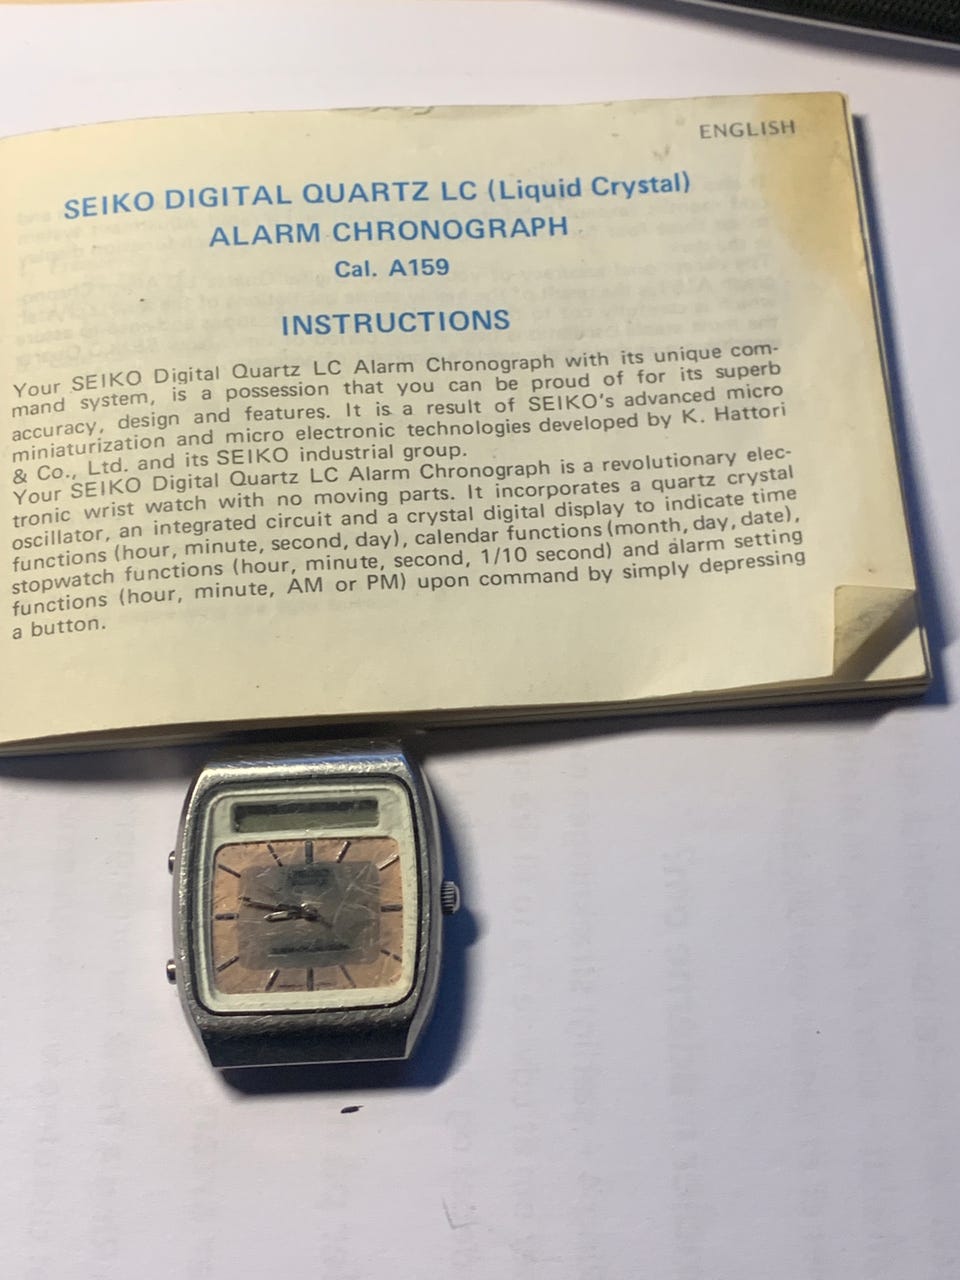 ENGLISH
SEIKO DIGITAL QUARTZ LC (Liquid Crystal)
ALARM CHRONOGRAPH
Cal. A159
INSTRUCTIONS
Your SEIKO Digital Quartz LC Alarm Chronograph with its unique com-
mand system, is a possession that you can be proud of for its superb
accuracy, design and features. It is a result of SEIKO's advanced micro
miniaturization and micro electronic technologies developed by K. Hattori
& Co., Ltd. and its SEIKO industrial group.
Your SEIKO Digital Quartz LC Alarm Chronograph is a revolutionary elec-
tronic wrist watch with no moving parts. It incorporates a quartz crystal
oscillator, an integrated circuit and a crystal digital display to indicate time
functions (hour, minute, second, day), calendar functions (month, day, date),
stopwatch functions (hour, minute, second, 1/10 second) and alarm setting
functions (hour, minute, AM or PM) upon command by simply depressing
a button.